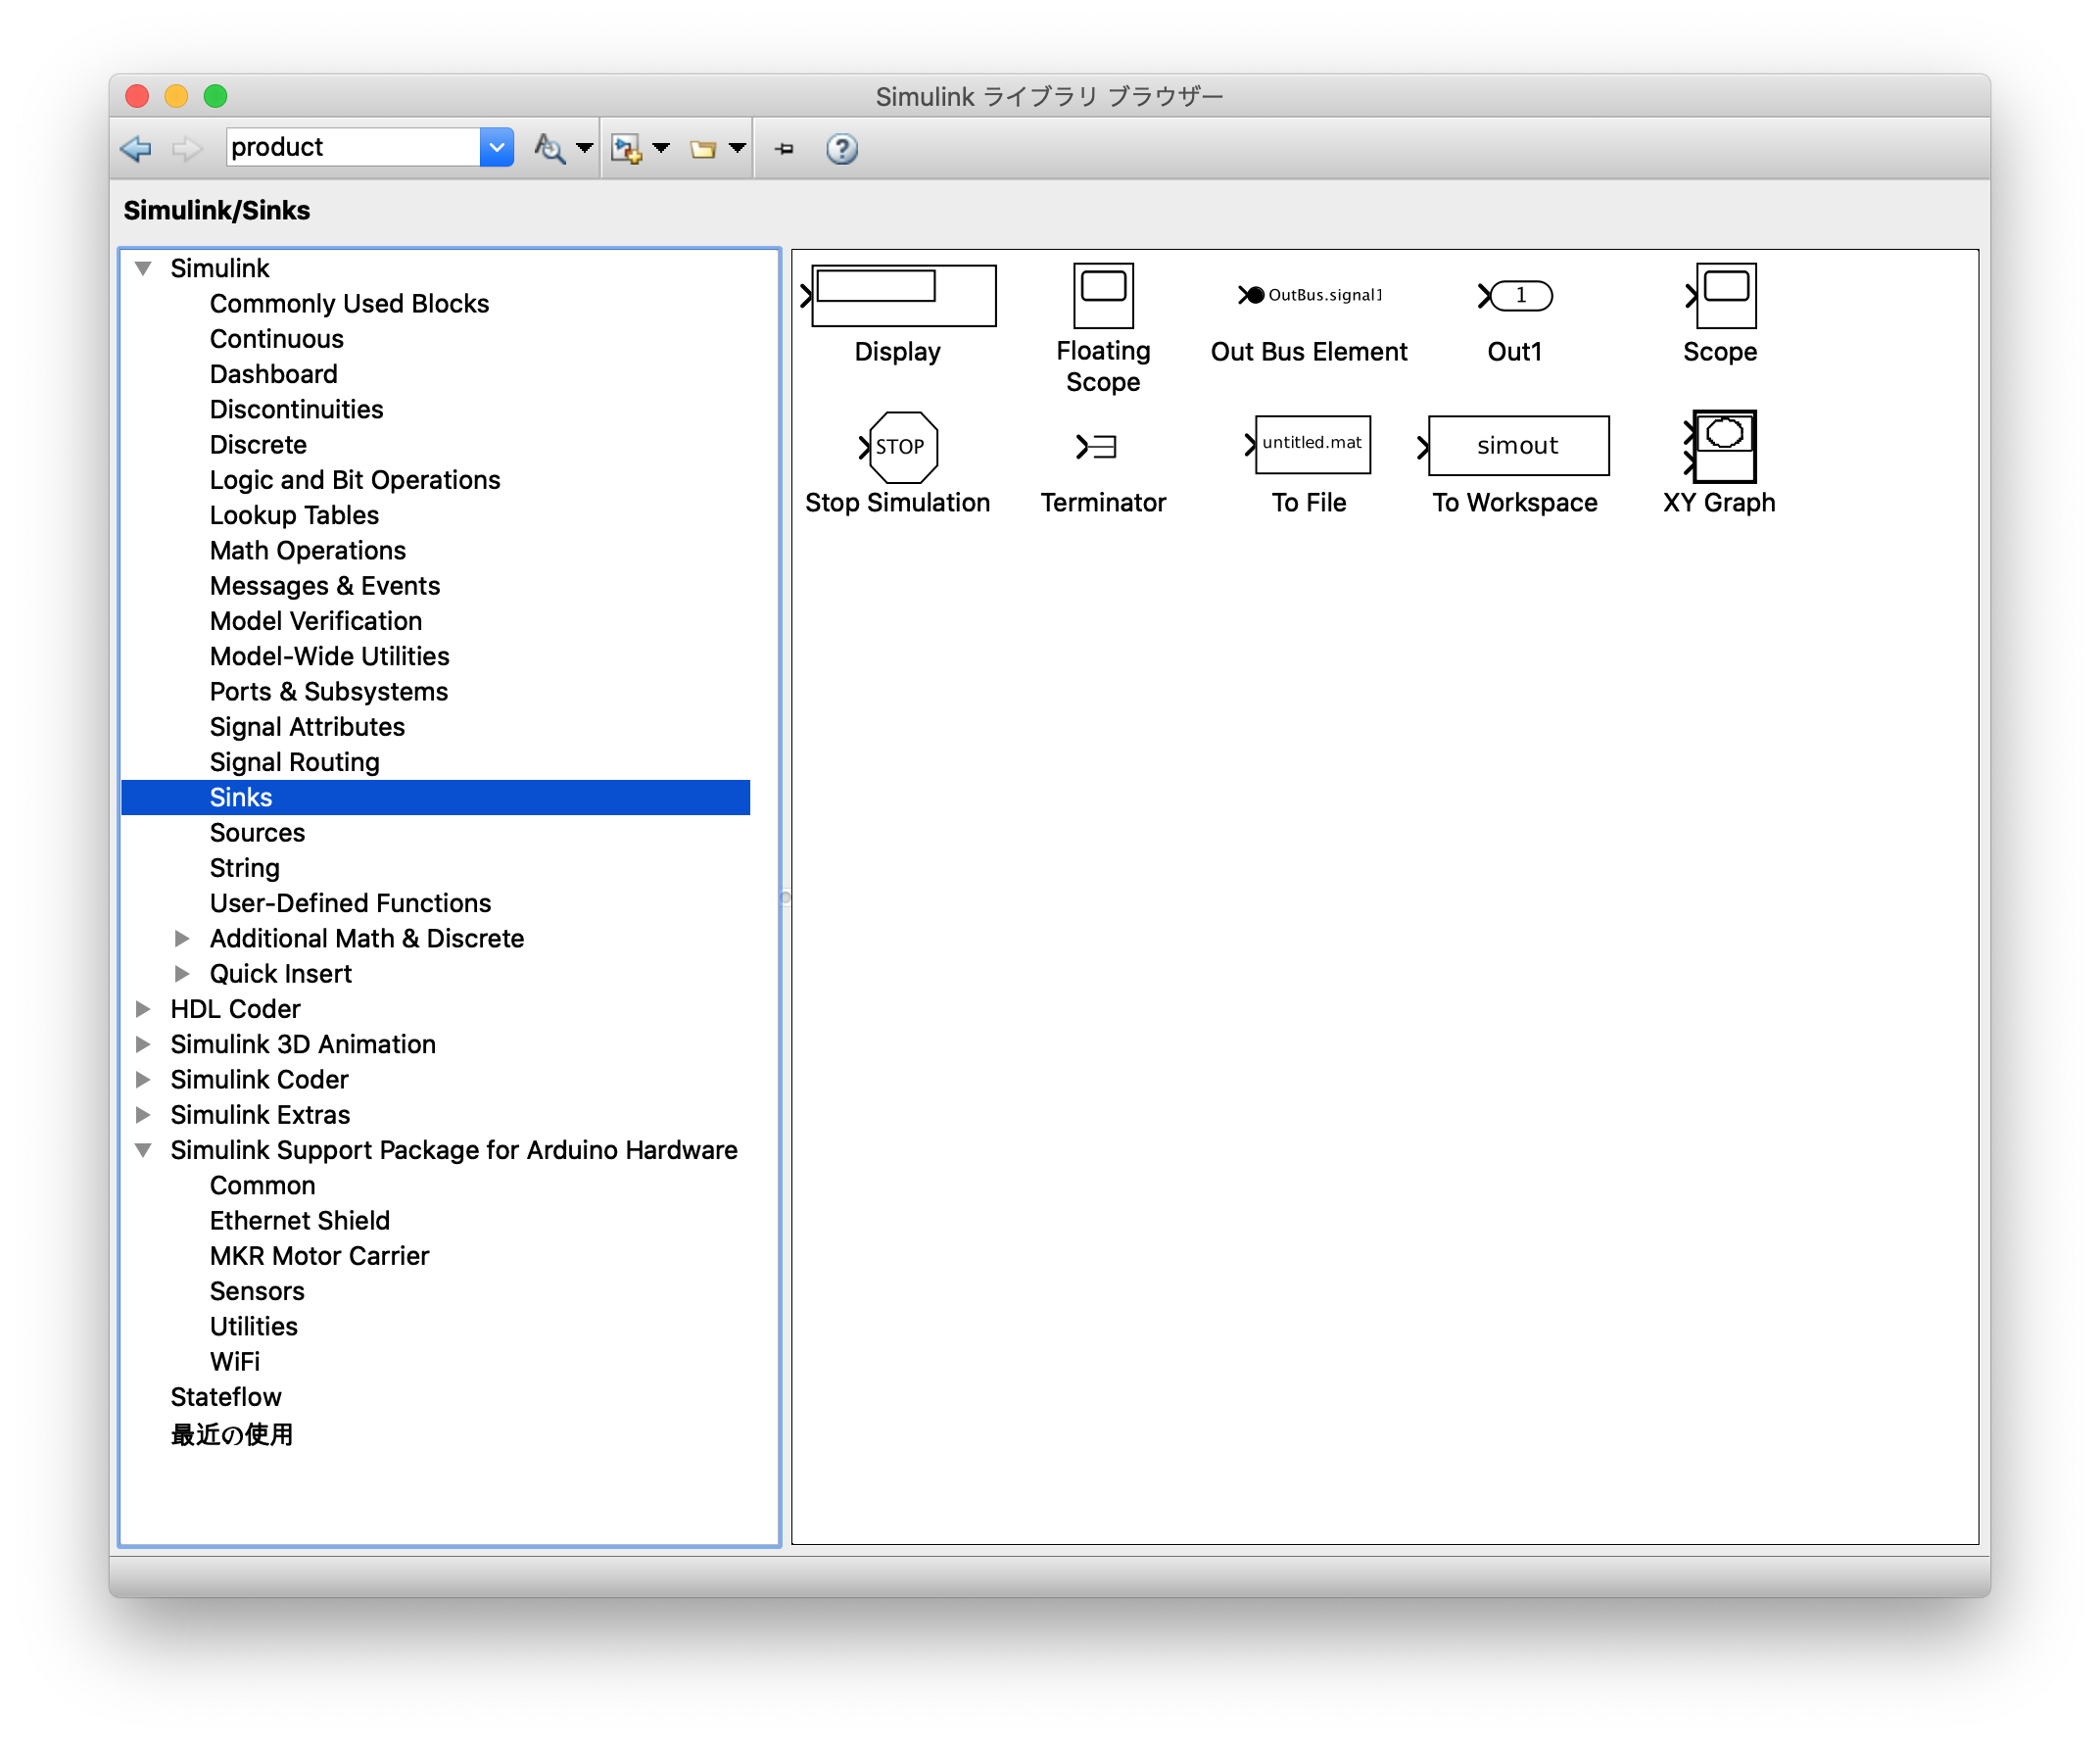 Simulink ライブラリ ブラウザー
product
Simulink/Sinks
Simulink
Commonly Used Blocks
Continuous
Dashboard
Discontinuities
Discrete
Logic and Bit Operations
Lookup Tables
Math Operations
Messages & Events
Model Verification
Model-Wide Utilities
Ports & Subsystems
Signal Attributes
Signal Routing
Sinks
Sources
String
User-Defined Functions
Additional Math & Discrete
Quick Insert
HDL Coder
Simulink 3D Animation
Simulink Coder
Simulink Extras
Simulink Support Package for Arduino Hardware
Common
Ethernet Shield
MKR Motor Carrier
Sensors
Utilities
WiFi
Stateflow
最近の使用
OutBus.signal1
1
Display
Floating
Scope
Out Bus Element
Out1
Scope
STOP
untitled.mat
simout
Stop Simulation
Terminator
To File
To Workspace
XY Graph